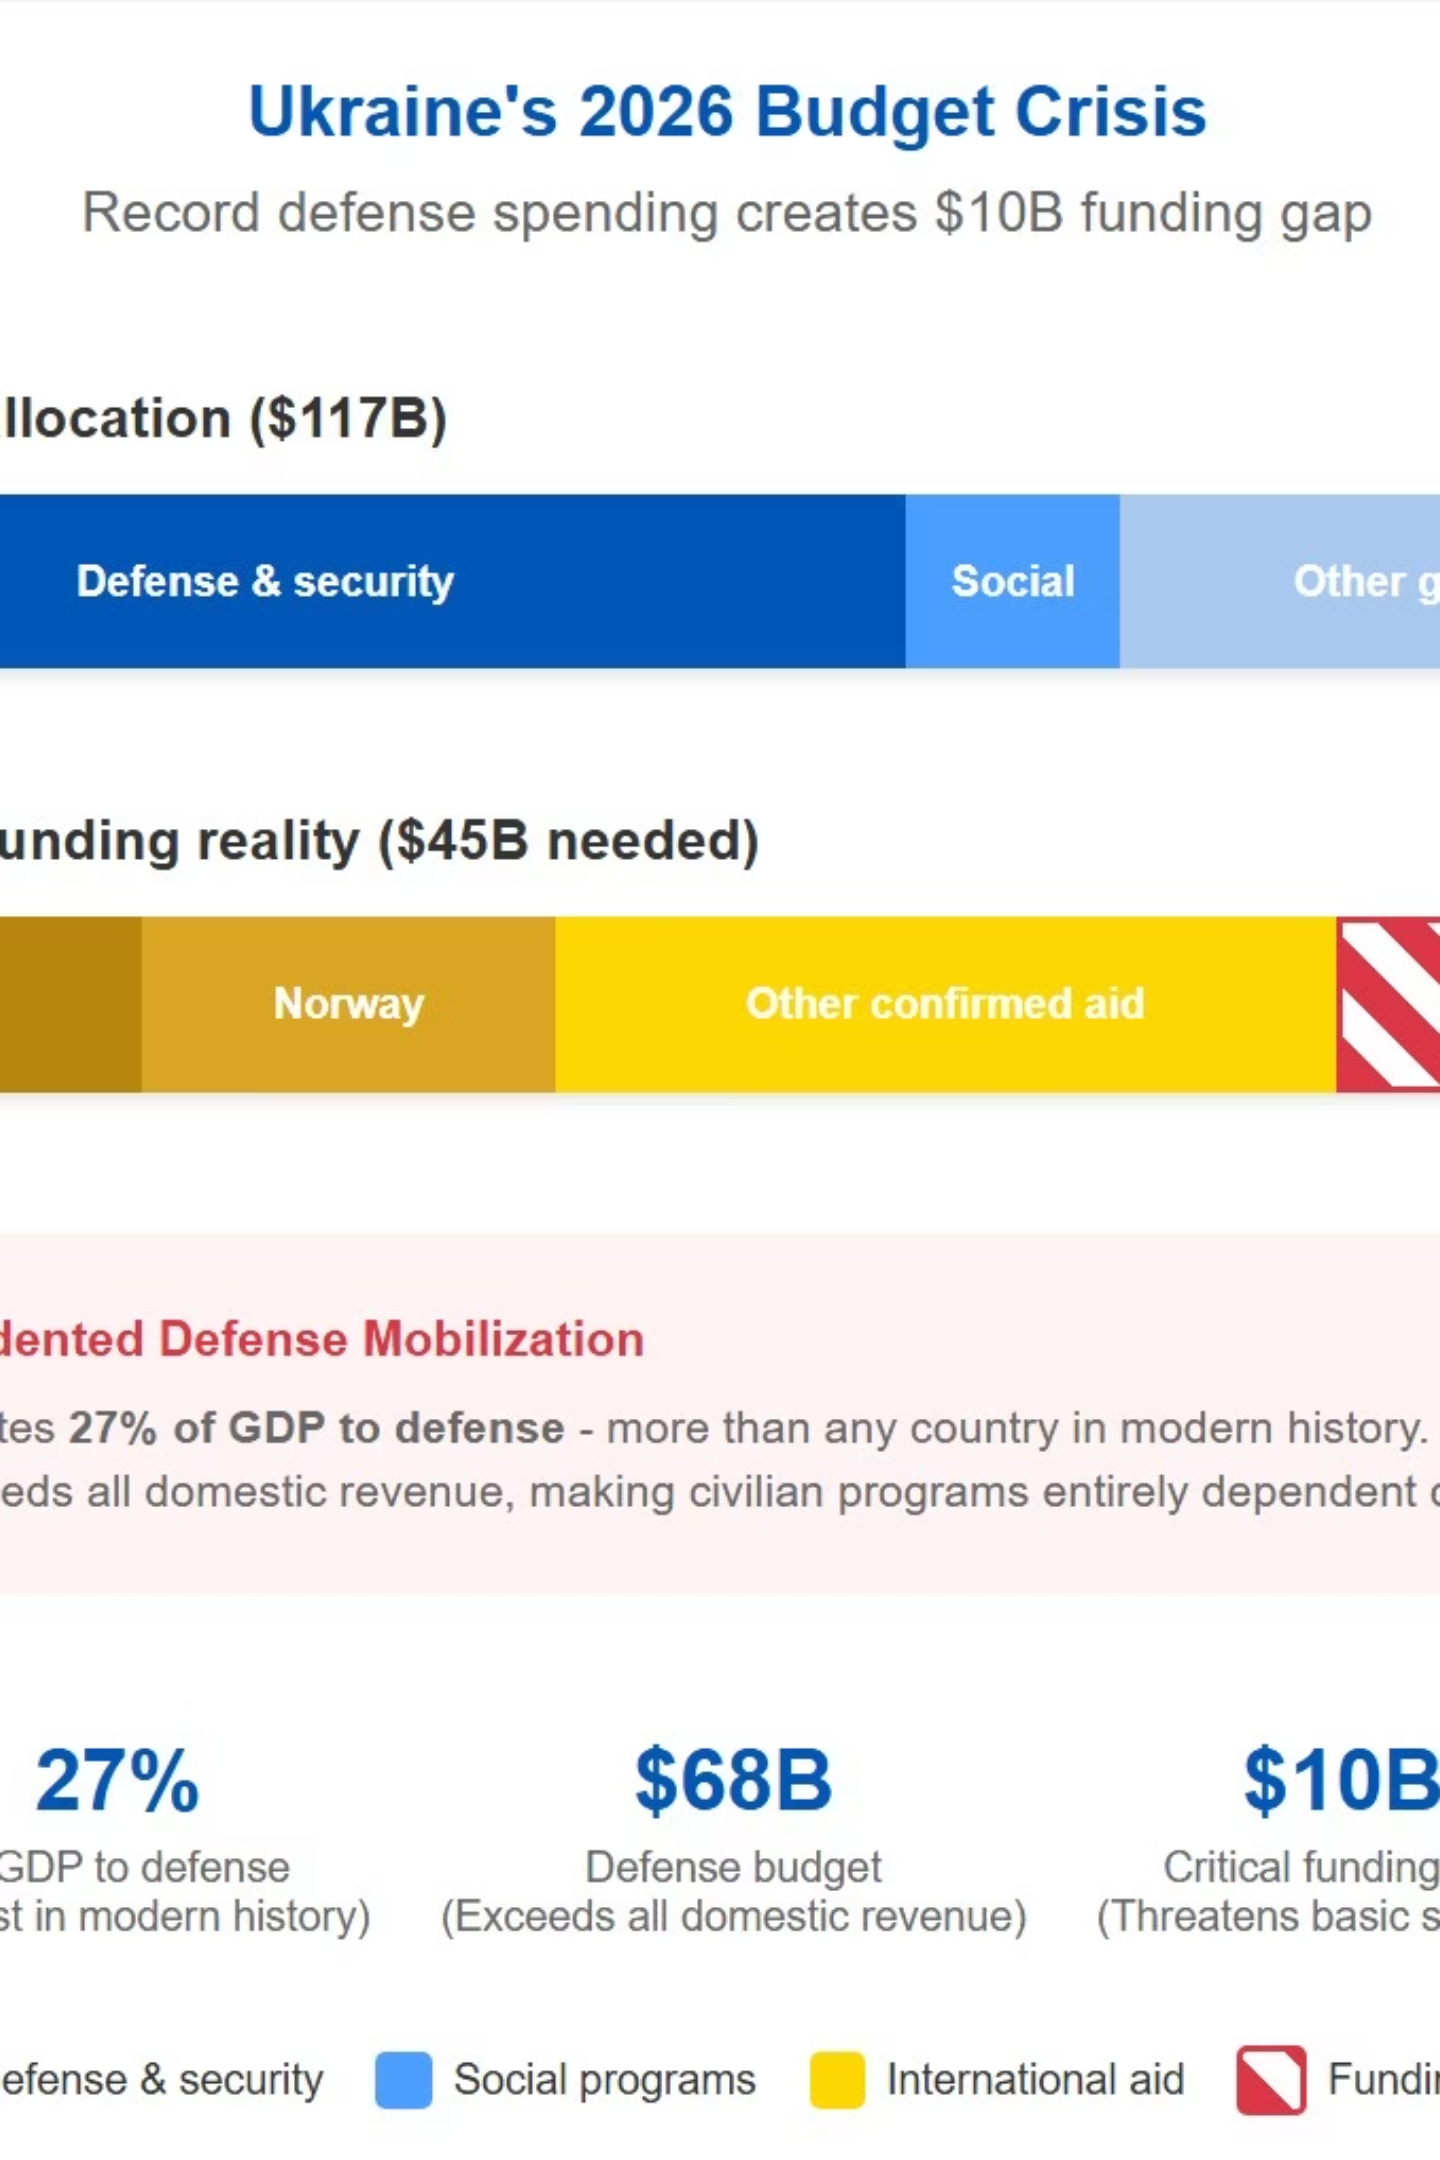 Ukraine's 2026 Budget Crisis
Record defense spending creates $10B funding gap
llocation ($117B)
Defense & security
Social
Other g
unding reality ($45B needed)
Norway
Other confirmed aid
dented Defense Mobilization
tes 27% of GDP to defense - more than any country in modern history.
eds all domestic revenue, making civilian programs entirely dependent
27%
$68B
$10B
GDP to defense
Defense budget
Critical funding
st in modern history)
(Exceeds all domestic revenue)
(Threatens basic s
efense & security
Social programs
International aid
Fundin